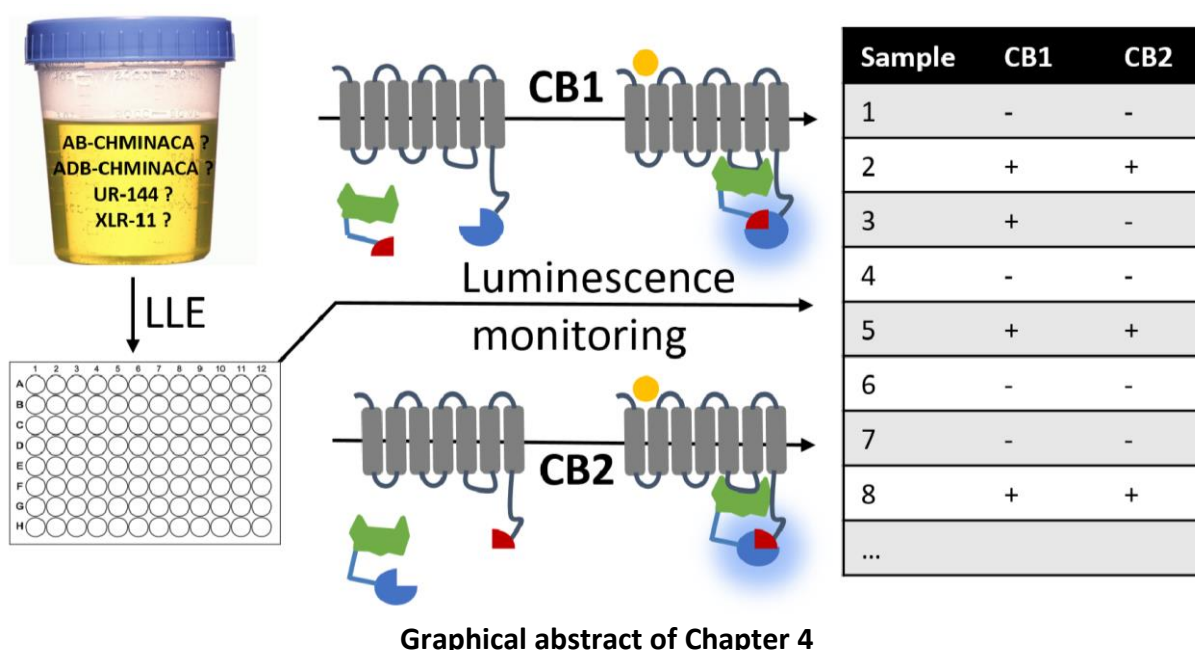 AB-CHMINACA ?
ADB-CHMINACA ?
UR-144 ?
XLR-11 ?
LLE
1 2 3 4 5 6 7 8 9 10 11 12
A
B
C
D
E
F
G
H
CB1
Luminescence
monitoring
CB2
Sample CB1 CB2
1 - -
2 + +
3 + -
4 - -
5 + +
6 - -
7 - -
8 + +
...
Graphical abstract of Chapter 4